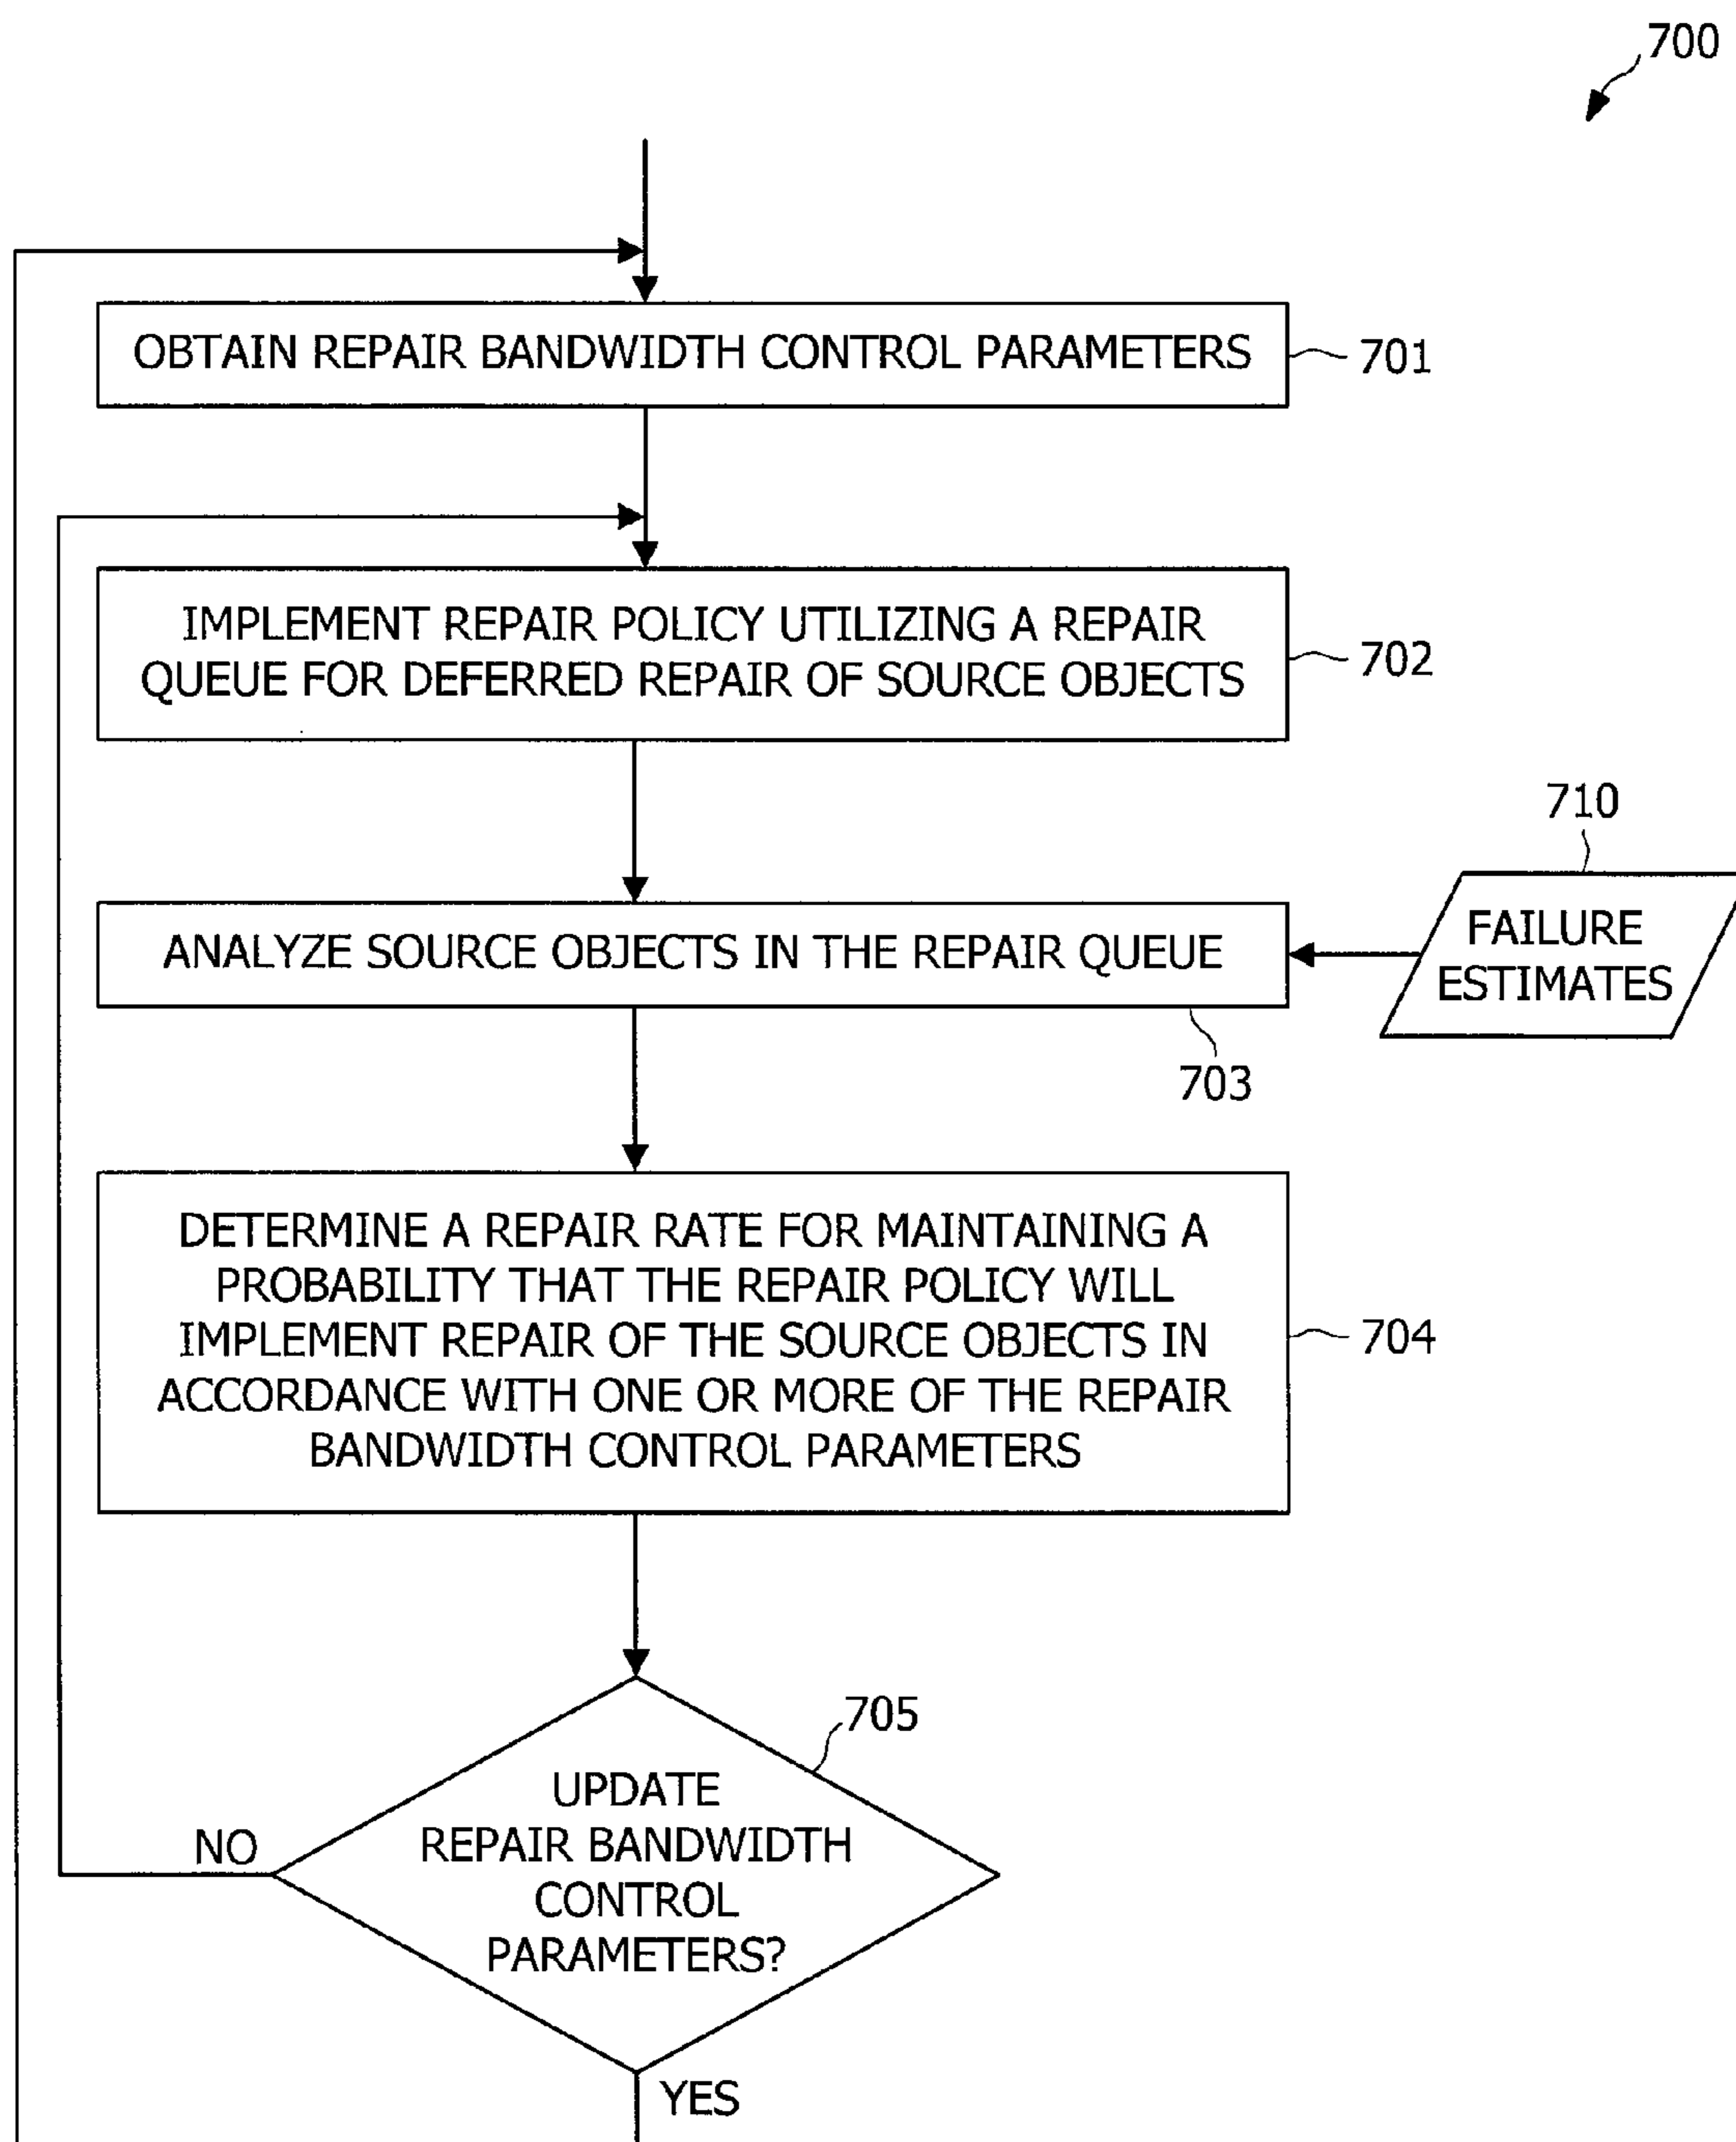 700
OBTAIN REPAIR BANDWIDTH CONTROL PARAMETERS
701
IMPLEMENT REPAIR POLICY UTILIZING A REPAIR
QUEUE FOR DEFERRED REPAIR OF SOURCE OBJECTS
702
710
FAILURE
ESTIMATES
ANALYZE SOURCE OBJECTS IN THE REPAIR QUEUE
703
DETERMINE A REPAIR RATE FOR MAINTAINING A
PROBABILITY THAT THE REPAIR POLICY WILL
IMPLEMENT REPAIR OF THE SOURCE OBJECTS IN
ACCORDANCE WITH ONE OR MORE OF THE REPAIR
BANDWIDTH CONTROL PARAMETERS
704
705
UPDATE
REPAIR BANDWIDTH
CONTROL
PARAMETERS?
NO
YES